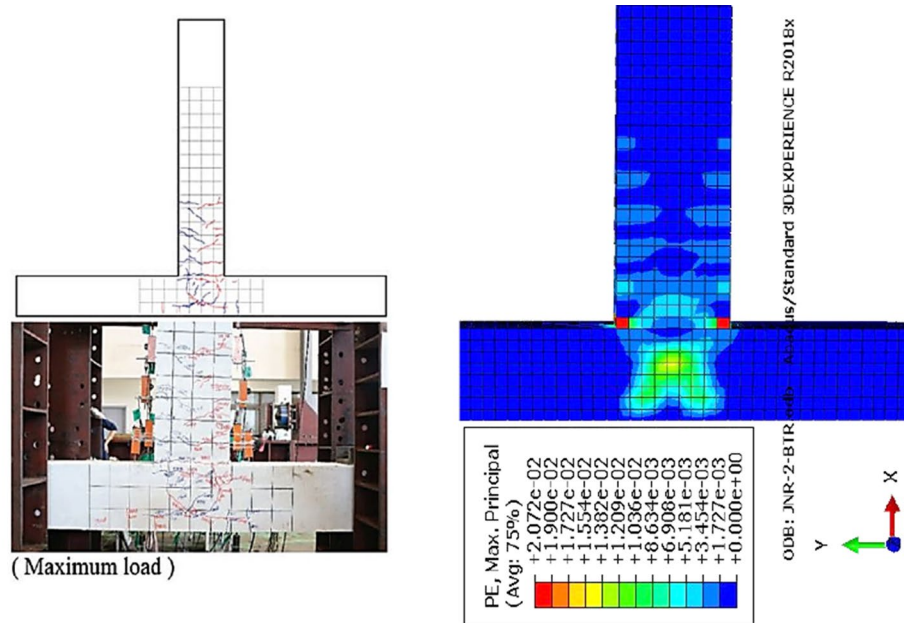 ( Maximum load )
PE, Max. Principal
(Avg: 75%)
+2.072e-02
+1.900e-02
+1.727e-02
+1.554e-02
+1.382e-02
+1.209e-02
+1.036e-02
+8.634e-03
+6.908e-03
+5.181e-03
+3.454e-03
+1.727e-03
+0.000e+00
ODB: JNR-2-BTR /Standard 3DEXPERIENCE R2018x
X
Y